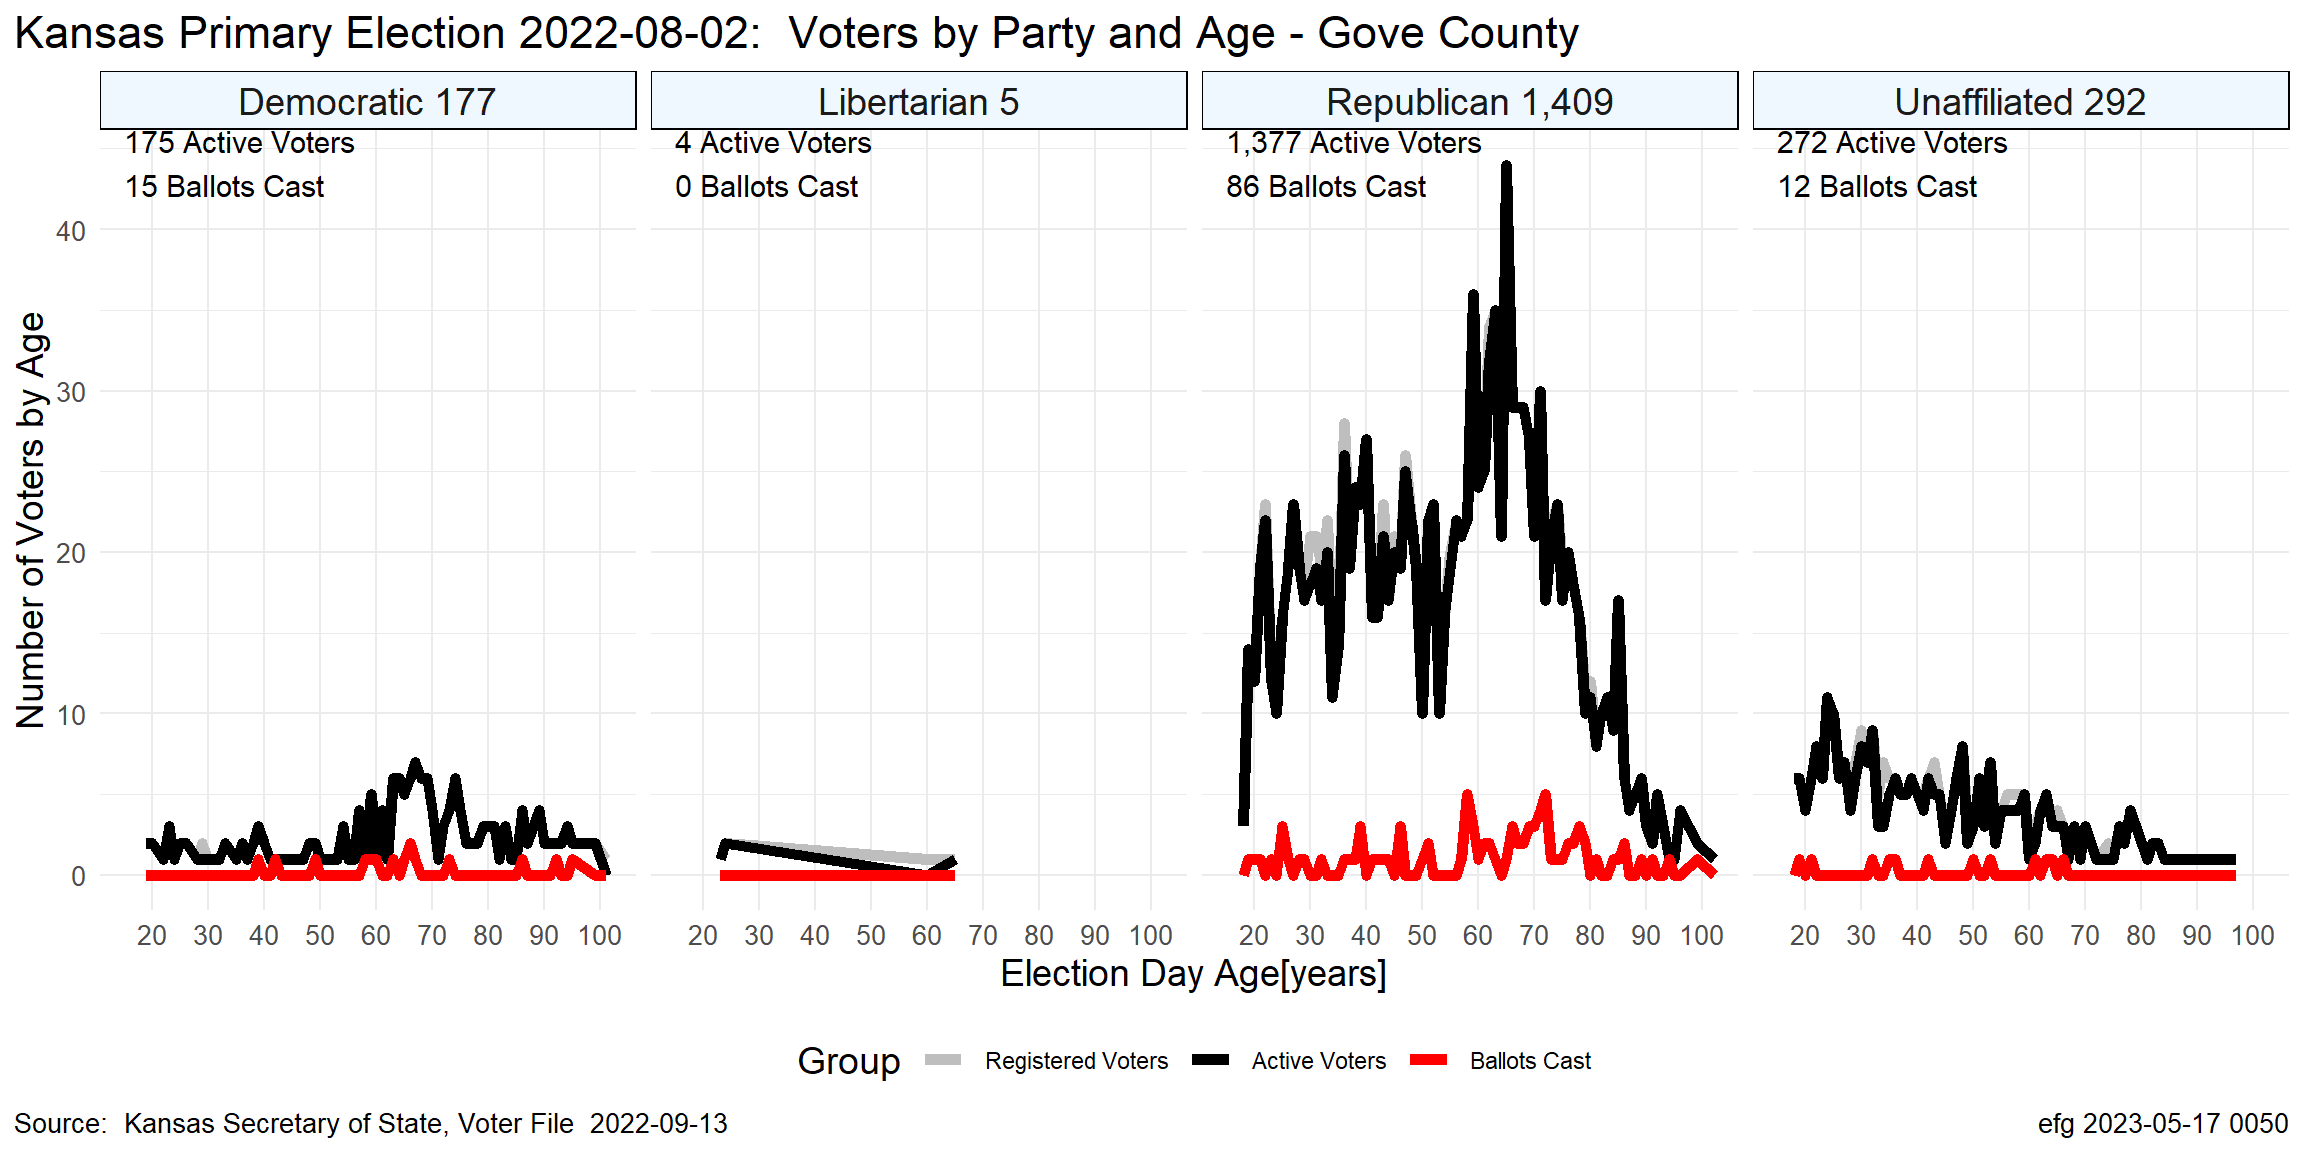 Kansas Primary Election 2022-08-02:  Voters by Party and Age - Gove County
Democratic 177
Libertarian 5
Republican 1,409
Unaffiliated 292
175 Active Voters
15 Ballots Cast
4 Active Voters
0 Ballots Cast
1,377 Active Voters
86 Ballots Cast
272 Active Voters
12 Ballots Cast
Number of Voters by Age
40
30
20
10
0
20 30 40 50 60 70 80 90 100
20 30 40 50 60 70 80 90 100
20 30 40 50 60 70 80 90 100
20 30 40 50 60 70 80 90 100
Election Day Age[years]
Group Registered Voters Active Voters Ballots Cast
Source:  Kansas Secretary of State, Voter File  2022-09-13
efg 2023-05-17 0050